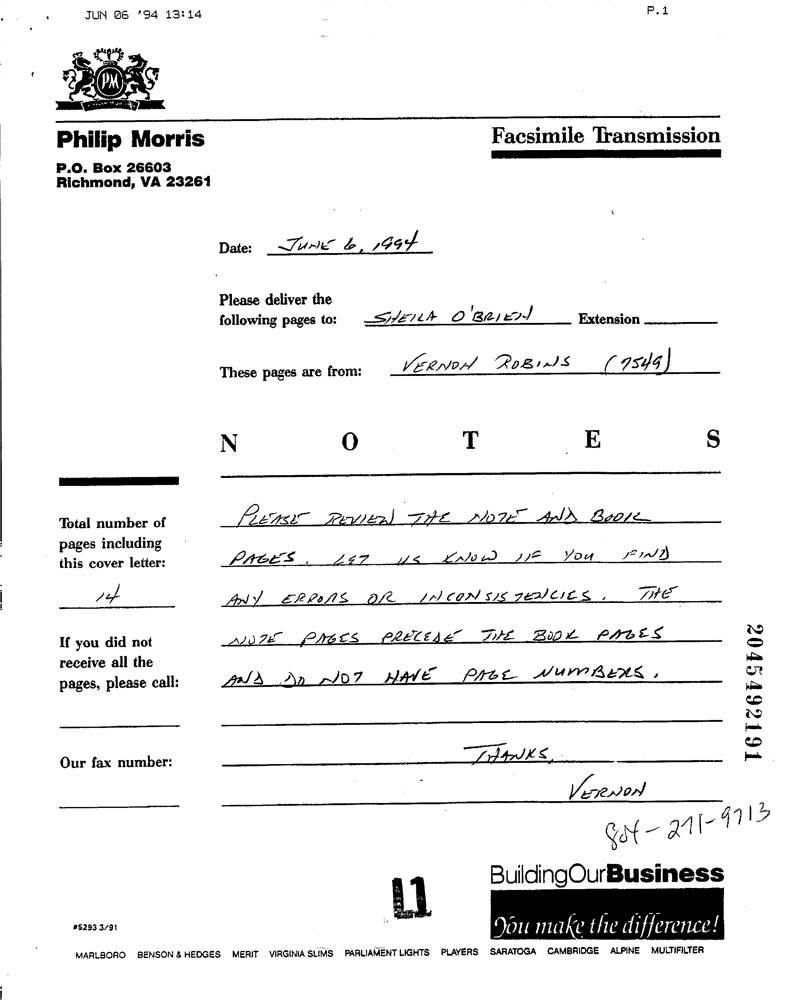 JUN 06 '94 13:14 P.1
PM
Philip Morris Facsimile Transmission
P.O. Box 26603
Richmond, VA 23261
Date: JUNE 6, 1994
Please deliver the
following pages to: SHEILA O'BRIEN Extension
These pages are from: VERNON ROBINS (7549)
N O T E S
Total number of
pages including
this cover letter:
14
If you did not
receive all the
pages, please call:
Our fax number:
PLEASE REVIEW THE NOTE AND BOOK
PAGES. LET US KNOW IF YOU FIND
ANY ERRORS OR INCONSISTENCIES. THE
NOTE PAGES PRECEDE THE BOOK PAGES
AND DO NOT HAVE PAGE NUMBERS.
THANKS,
VERNON
804-271-9713
2045492191
L1
BuildingOurBusiness
You make the difference!
#5293 3/91
MARLBORO BENSON & HEDGES MERIT VIRGINIA SLIMS PARLIAMENT LIGHTS PLAYERS SARATOGA CAMBRIDGE ALPINE MULTIFILTER